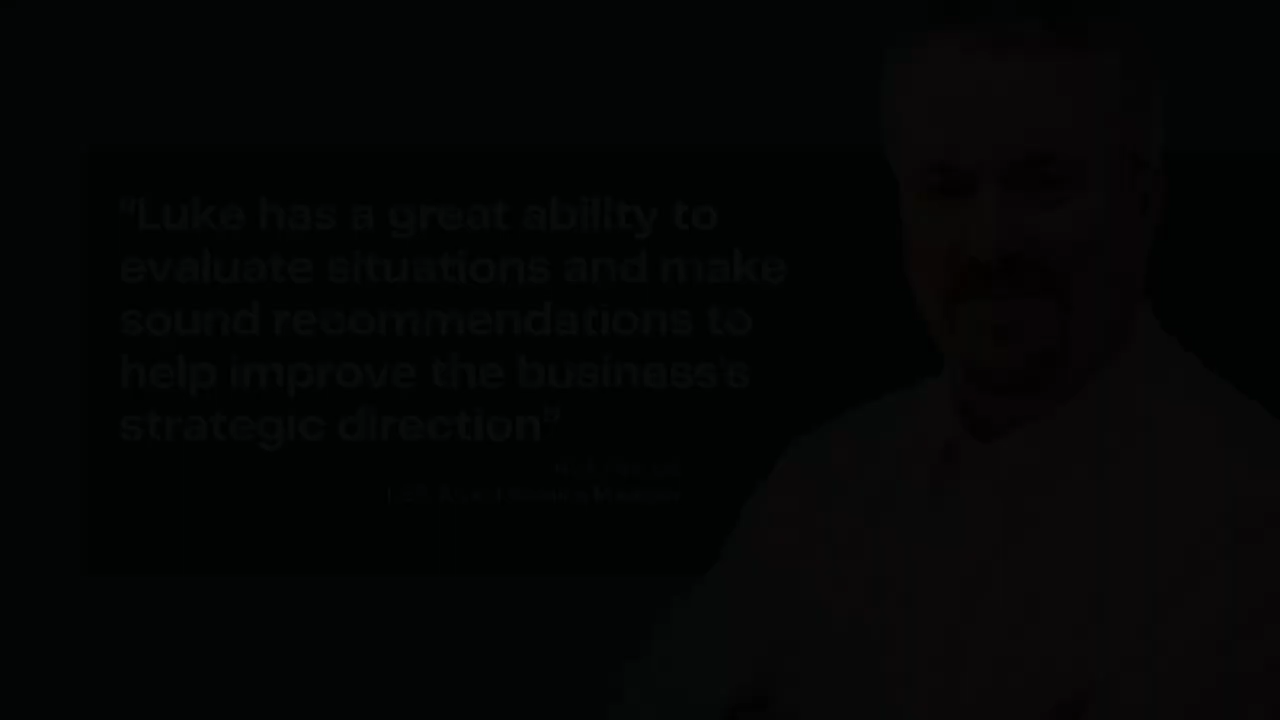 "Luke has a great ability to
evaluate situations and make
sound recommendations to
help improve the business's
strategic direction"